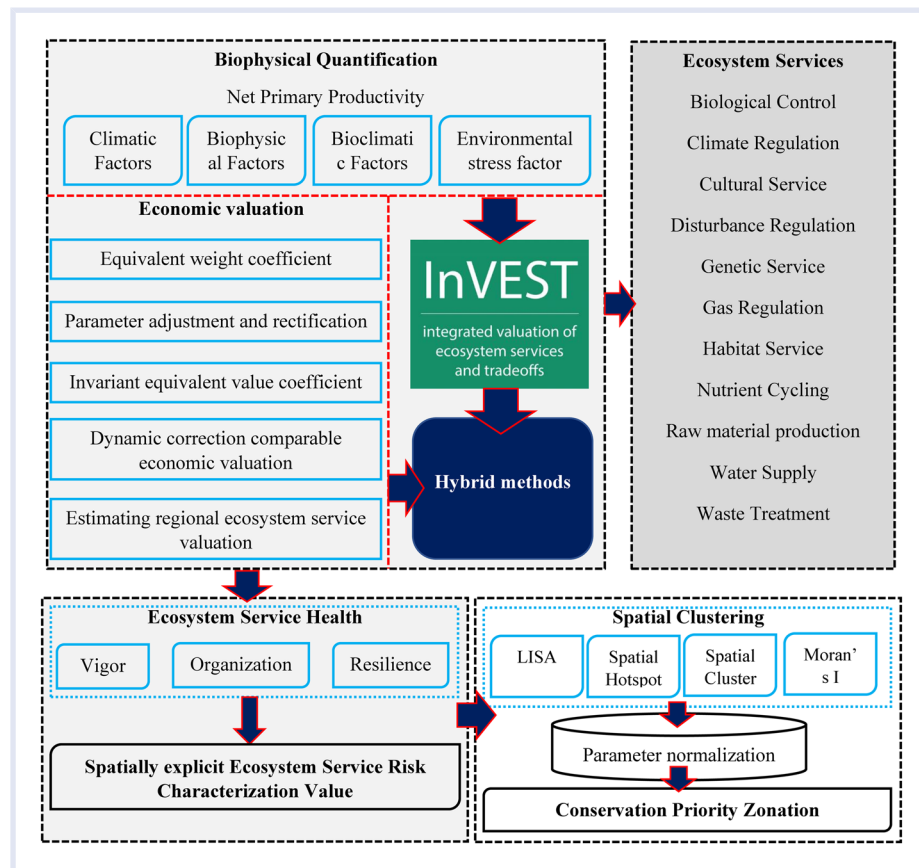 Biophysical Quantification
Net Primary Productivity
Climatic
Factors
Biophysic
al Factors
Bioclimati
c Factors
Environmental
stress factor
Economic valuation
Equivalent weight coefficient
Parameter adjustment and rectification
Invariant equivalent value coefficient
Dynamic correction comparable
economic valuation
Estimating regional ecosystem service
valuation
InVEST
integrated valuation of
ecosystem services
and tradeoffs
Hybrid methods
Ecosystem Services
Biological Control
Climate Regulation
Cultural Service
Disturbance Regulation
Genetic Service
Gas Regulation
Habitat Service
Nutrient Cycling
Raw material production
Water Supply
Waste Treatment
Ecosystem Service Health
Vigor
Organization
Resilience
Spatially explicit Ecosystem Service Risk
Characterization Value
Spatial Clustering
LISA
Spatial
Hotspot
Spatial
Cluster
Moran’
s I
Parameter normalization
Conservation Priority Zonation